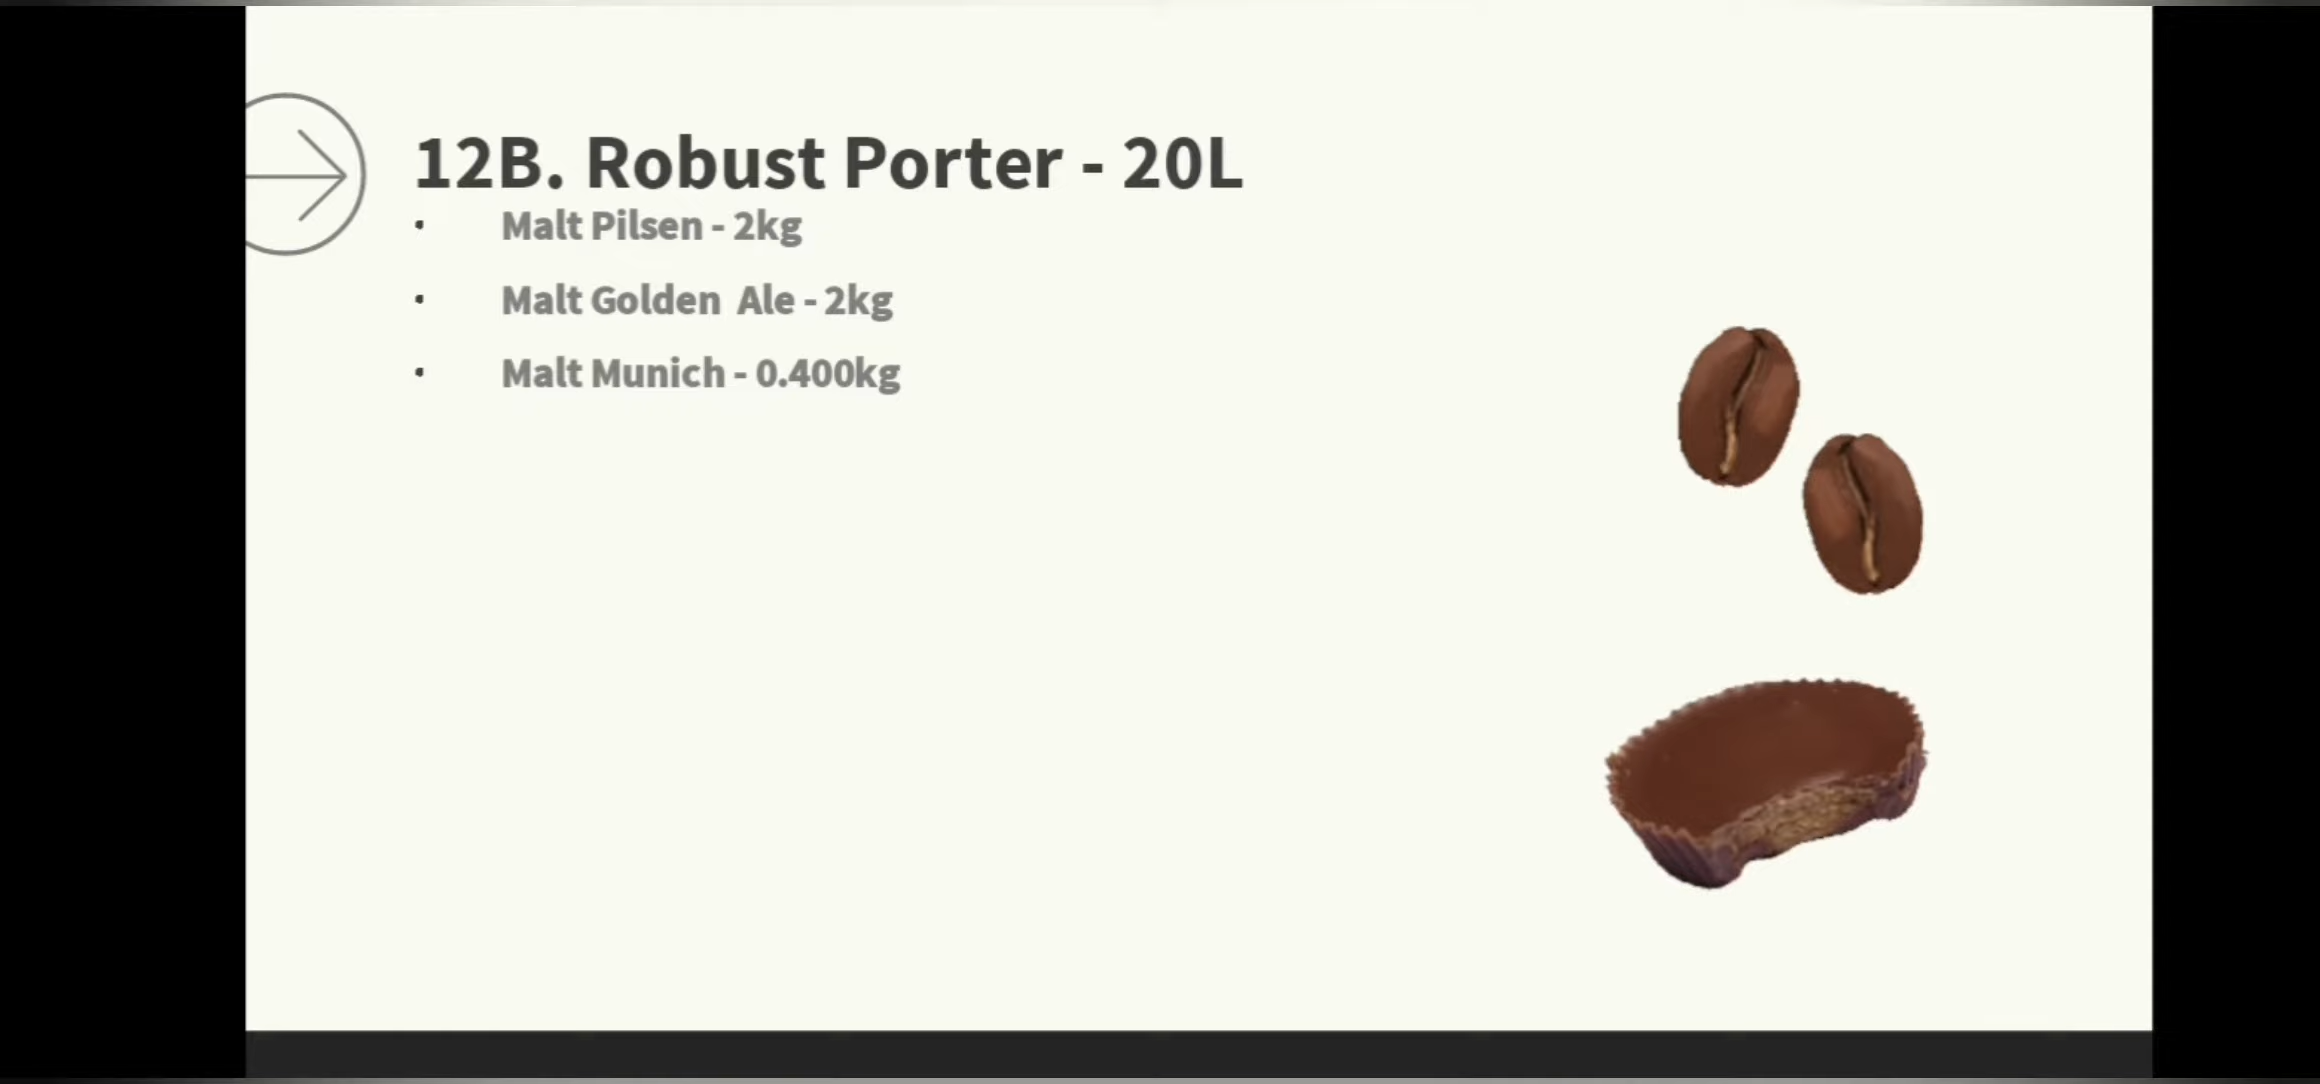 12B. Robust Porter - 20L
• Malt Pilsen - 2kg
• Malt Golden  Ale - 2kg
• Malt Munich - 0.400kg